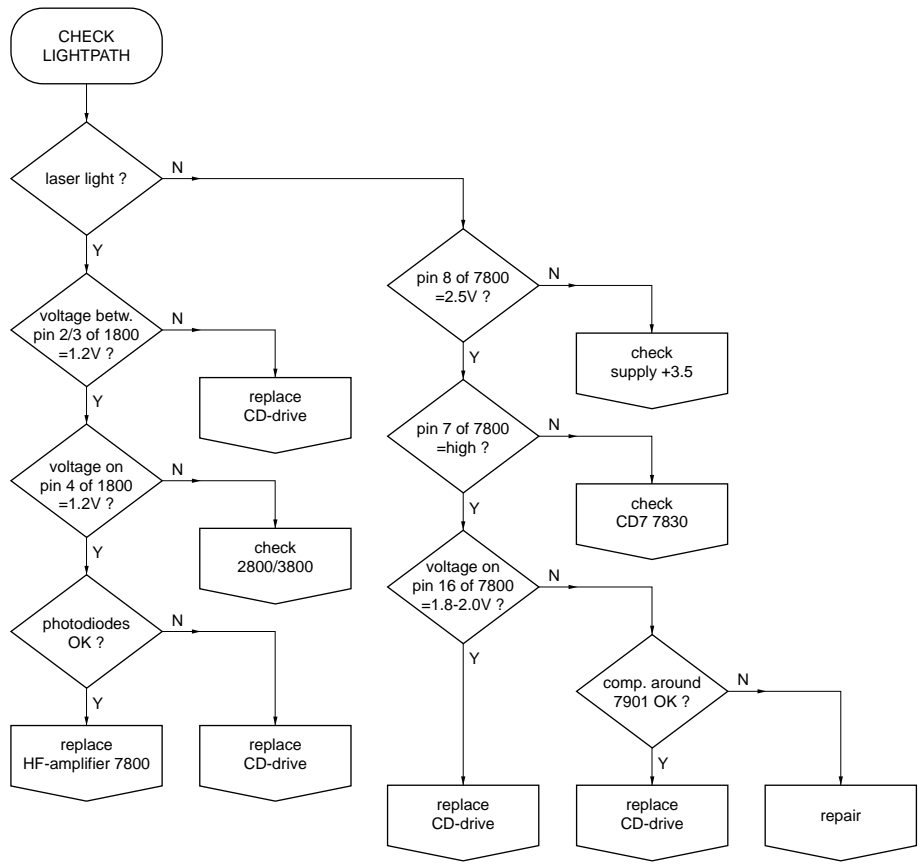 CHECK
LIGHTPATH
laser light ?
N
Y
voltage betw.
pin 2/3 of 1800
=1.2V ?
N
Y
replace
CD-drive
voltage on
pin 4 of 1800
=1.2V ?
N
Y
check
2800/3800
photodiodes
OK ?
N
Y
replace
HF-amplifier 7800
replace
CD-drive
pin 8 of 7800
=2.5V ?
N
Y
check
supply +3.5
pin 7 of 7800
=high ?
N
Y
check
CD7 7830
voltage on
pin 16 of 7800
=1.8-2.0V ?
N
Y
comp. around
7901 OK ?
N
Y
replace
CD-drive
replace
CD-drive
repair